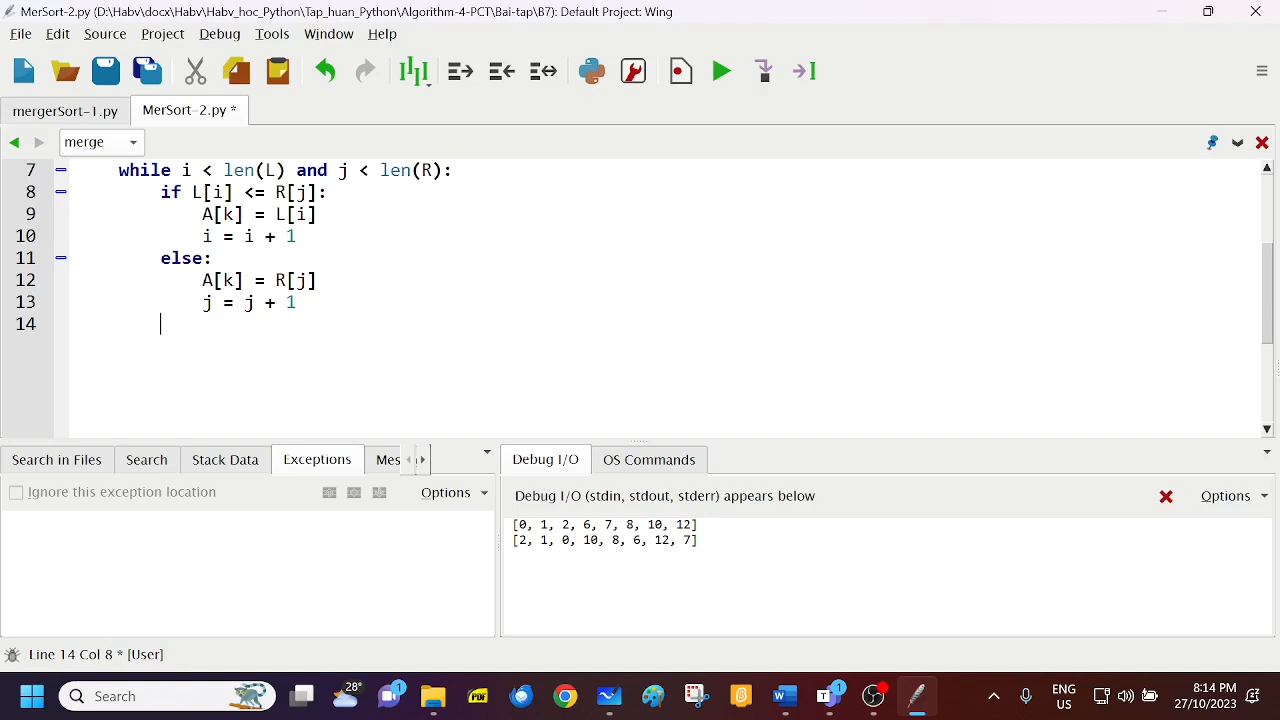 MerSort-2.py (D:\Habv\docx\Habv\Habv_hoc_Python\Tap_huan_Python\Algorithm-4-PCT\Bai-tap\B7): Default Project: Wing
File Edit Source Project Debug Tools Window Help
mergerSort-1.py MerSort-2.py *
merge
7 while i < len(L) and j < len(R):
8 if L[i] <= R[j]:
9 A[k] = L[i]
10 i = i + 1
11 else:
12 A[k] = R[j]
13 j = j + 1
14
Search in Files Search Stack Data Exceptions Mes Debug I/O OS Commands
Ignore this exception location Options Debug I/O (stdin, stdout, stderr) appears below Options
[0, 1, 2, 6, 7, 8, 10, 12]
[2, 1, 0, 10, 8, 6, 12, 7]
Line 14 Col 8 * [User]
Search 28° 1 PDF 1 ENG US 8:14 PM 27/10/2023